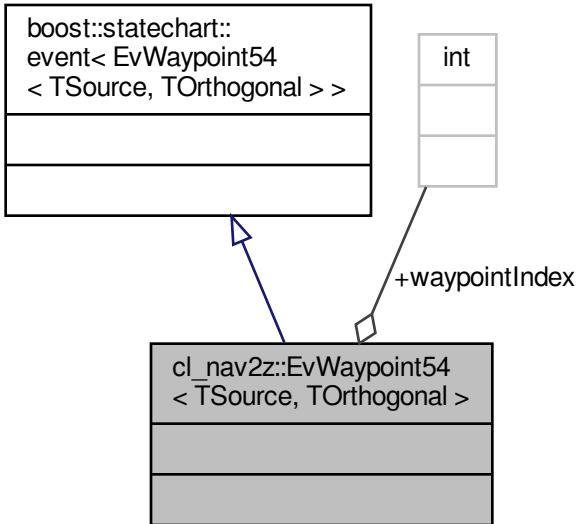 boost::statechart::
event< EvWaypoint54
< TSource, TOrthogonal > >
int
+waypointIndex
cl_nav2z::EvWaypoint54
< TSource, TOrthogonal >